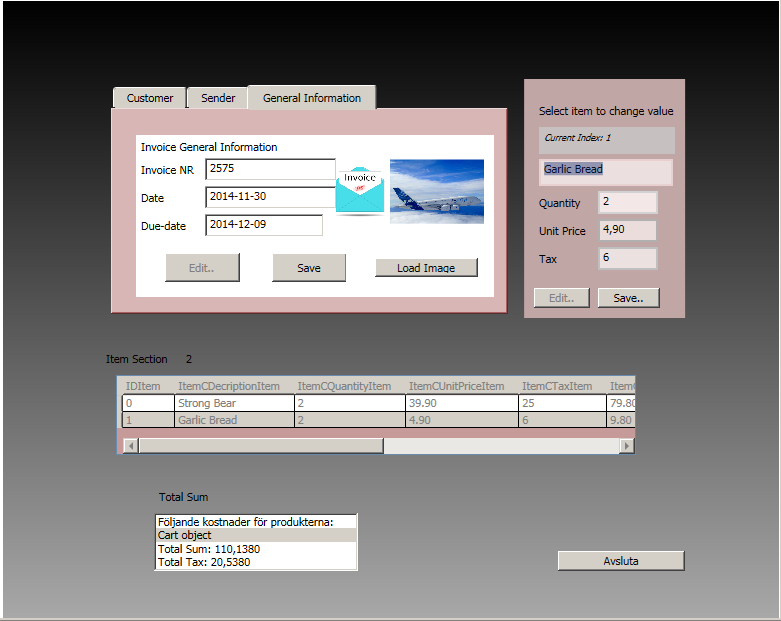 Customer Sender General Information
Invoice General Information
Invoice NR 2575
Date 2014-11-30
Due-date 2014-12-09
Invoice
Edit.. Save Load Image
Select item to change value
Current Index: 1
Garlic Bread
Quantity 2
Unit Price 4,90
Tax 6
Edit.. Save..
Item Section 2
IDItem ItemCDecriptionItem ItemCQuantityItem ItemCUnitPriceItem ItemCTaxItem ItemC
0 Strong Bear 2 39.90 25 79.80
1 Garlic Bread 2 4.90 6 9.80
Total Sum
Följande kostnader för produkterna:
Cart object
Total Sum: 110,1380
Total Tax: 20,5380
Avsluta